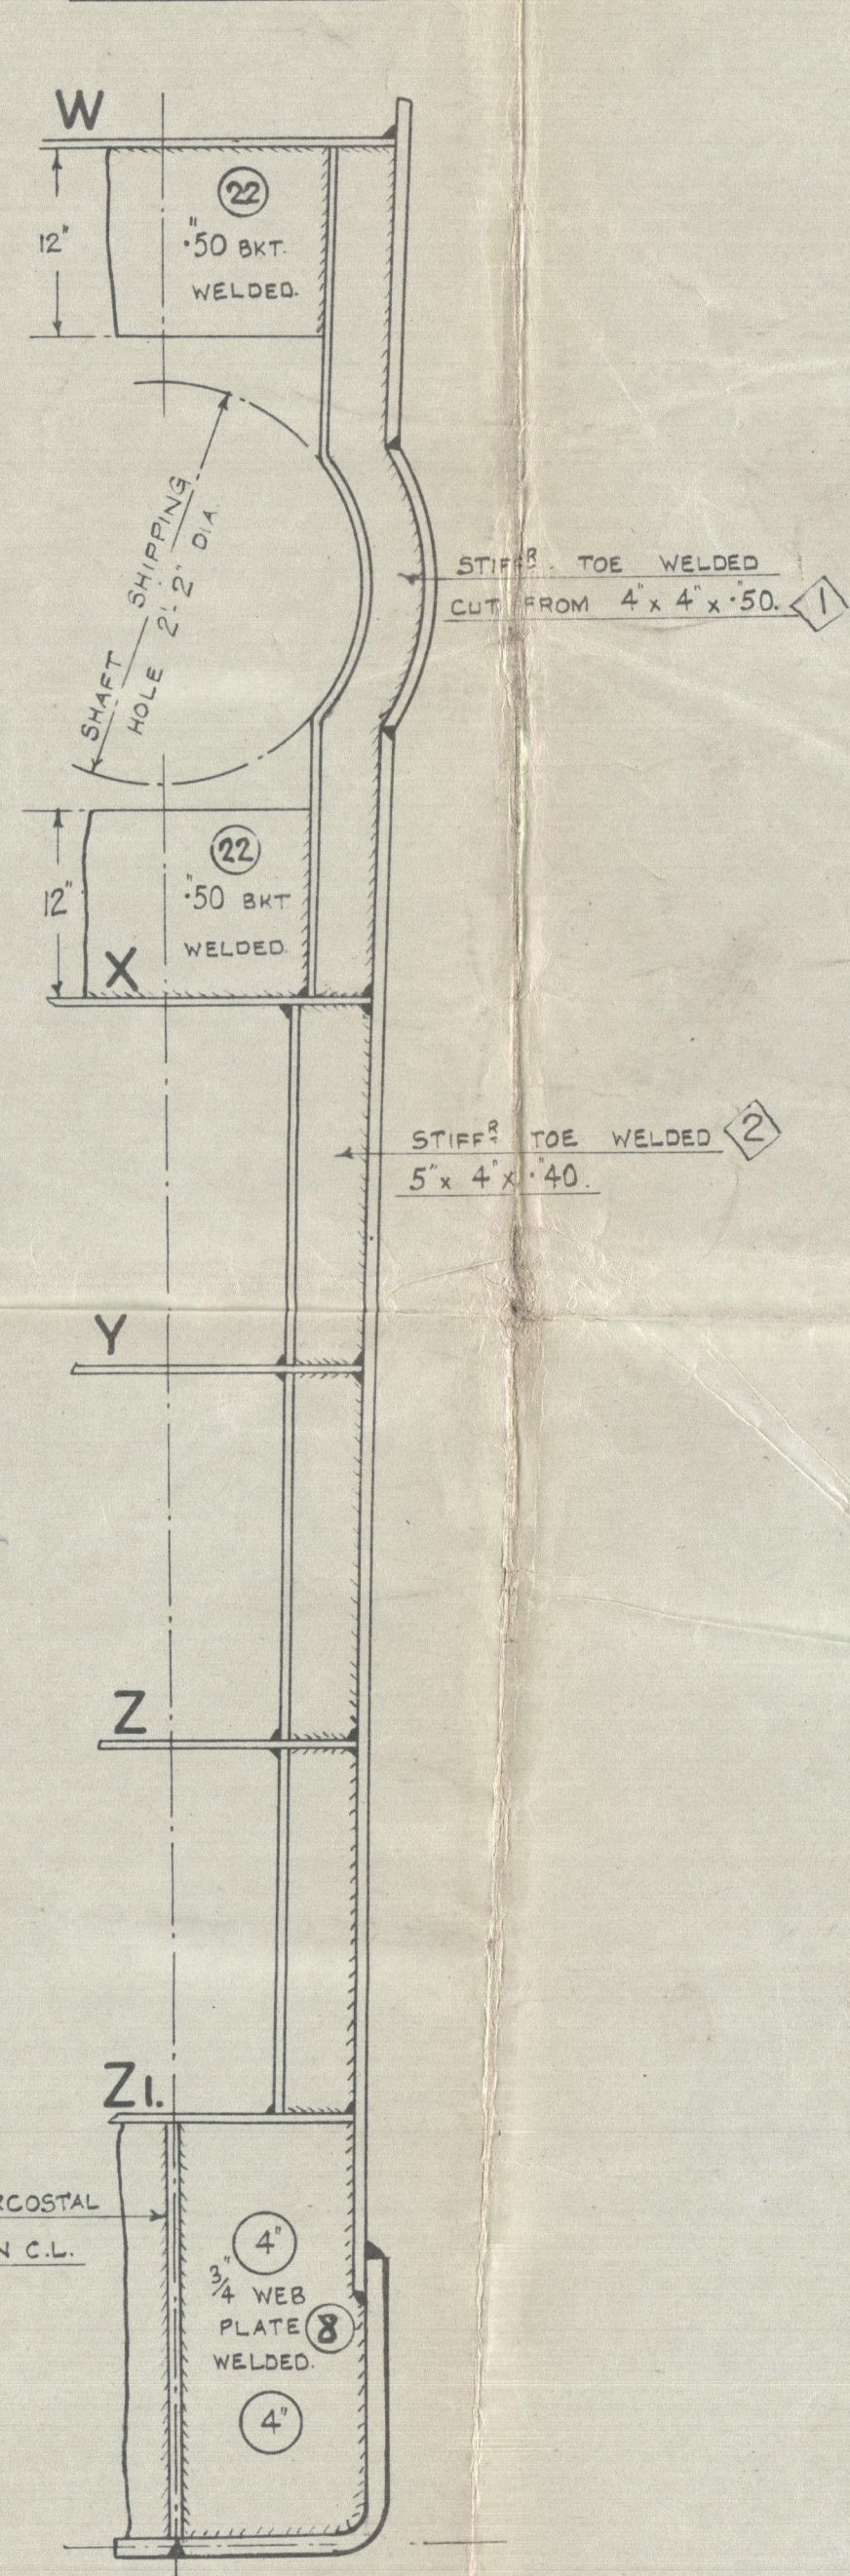 W
22
12"
·50" BKT.
WELDED.
SHAFT SHIPPING
HOLE 2'. 2" DIA.
STIFFR. TOE WELDED
CUT FROM 4" x 4" x ·50". 1
22
12"
·50" BKT
WELDED.
X
STIFFR TOE WELDED 2
5" x 4" x ·40".
Y
Z
Z1.
RCOSTAL
N C.L.
4"
3/4" WEB
PLATE 8
WELDED.
4"